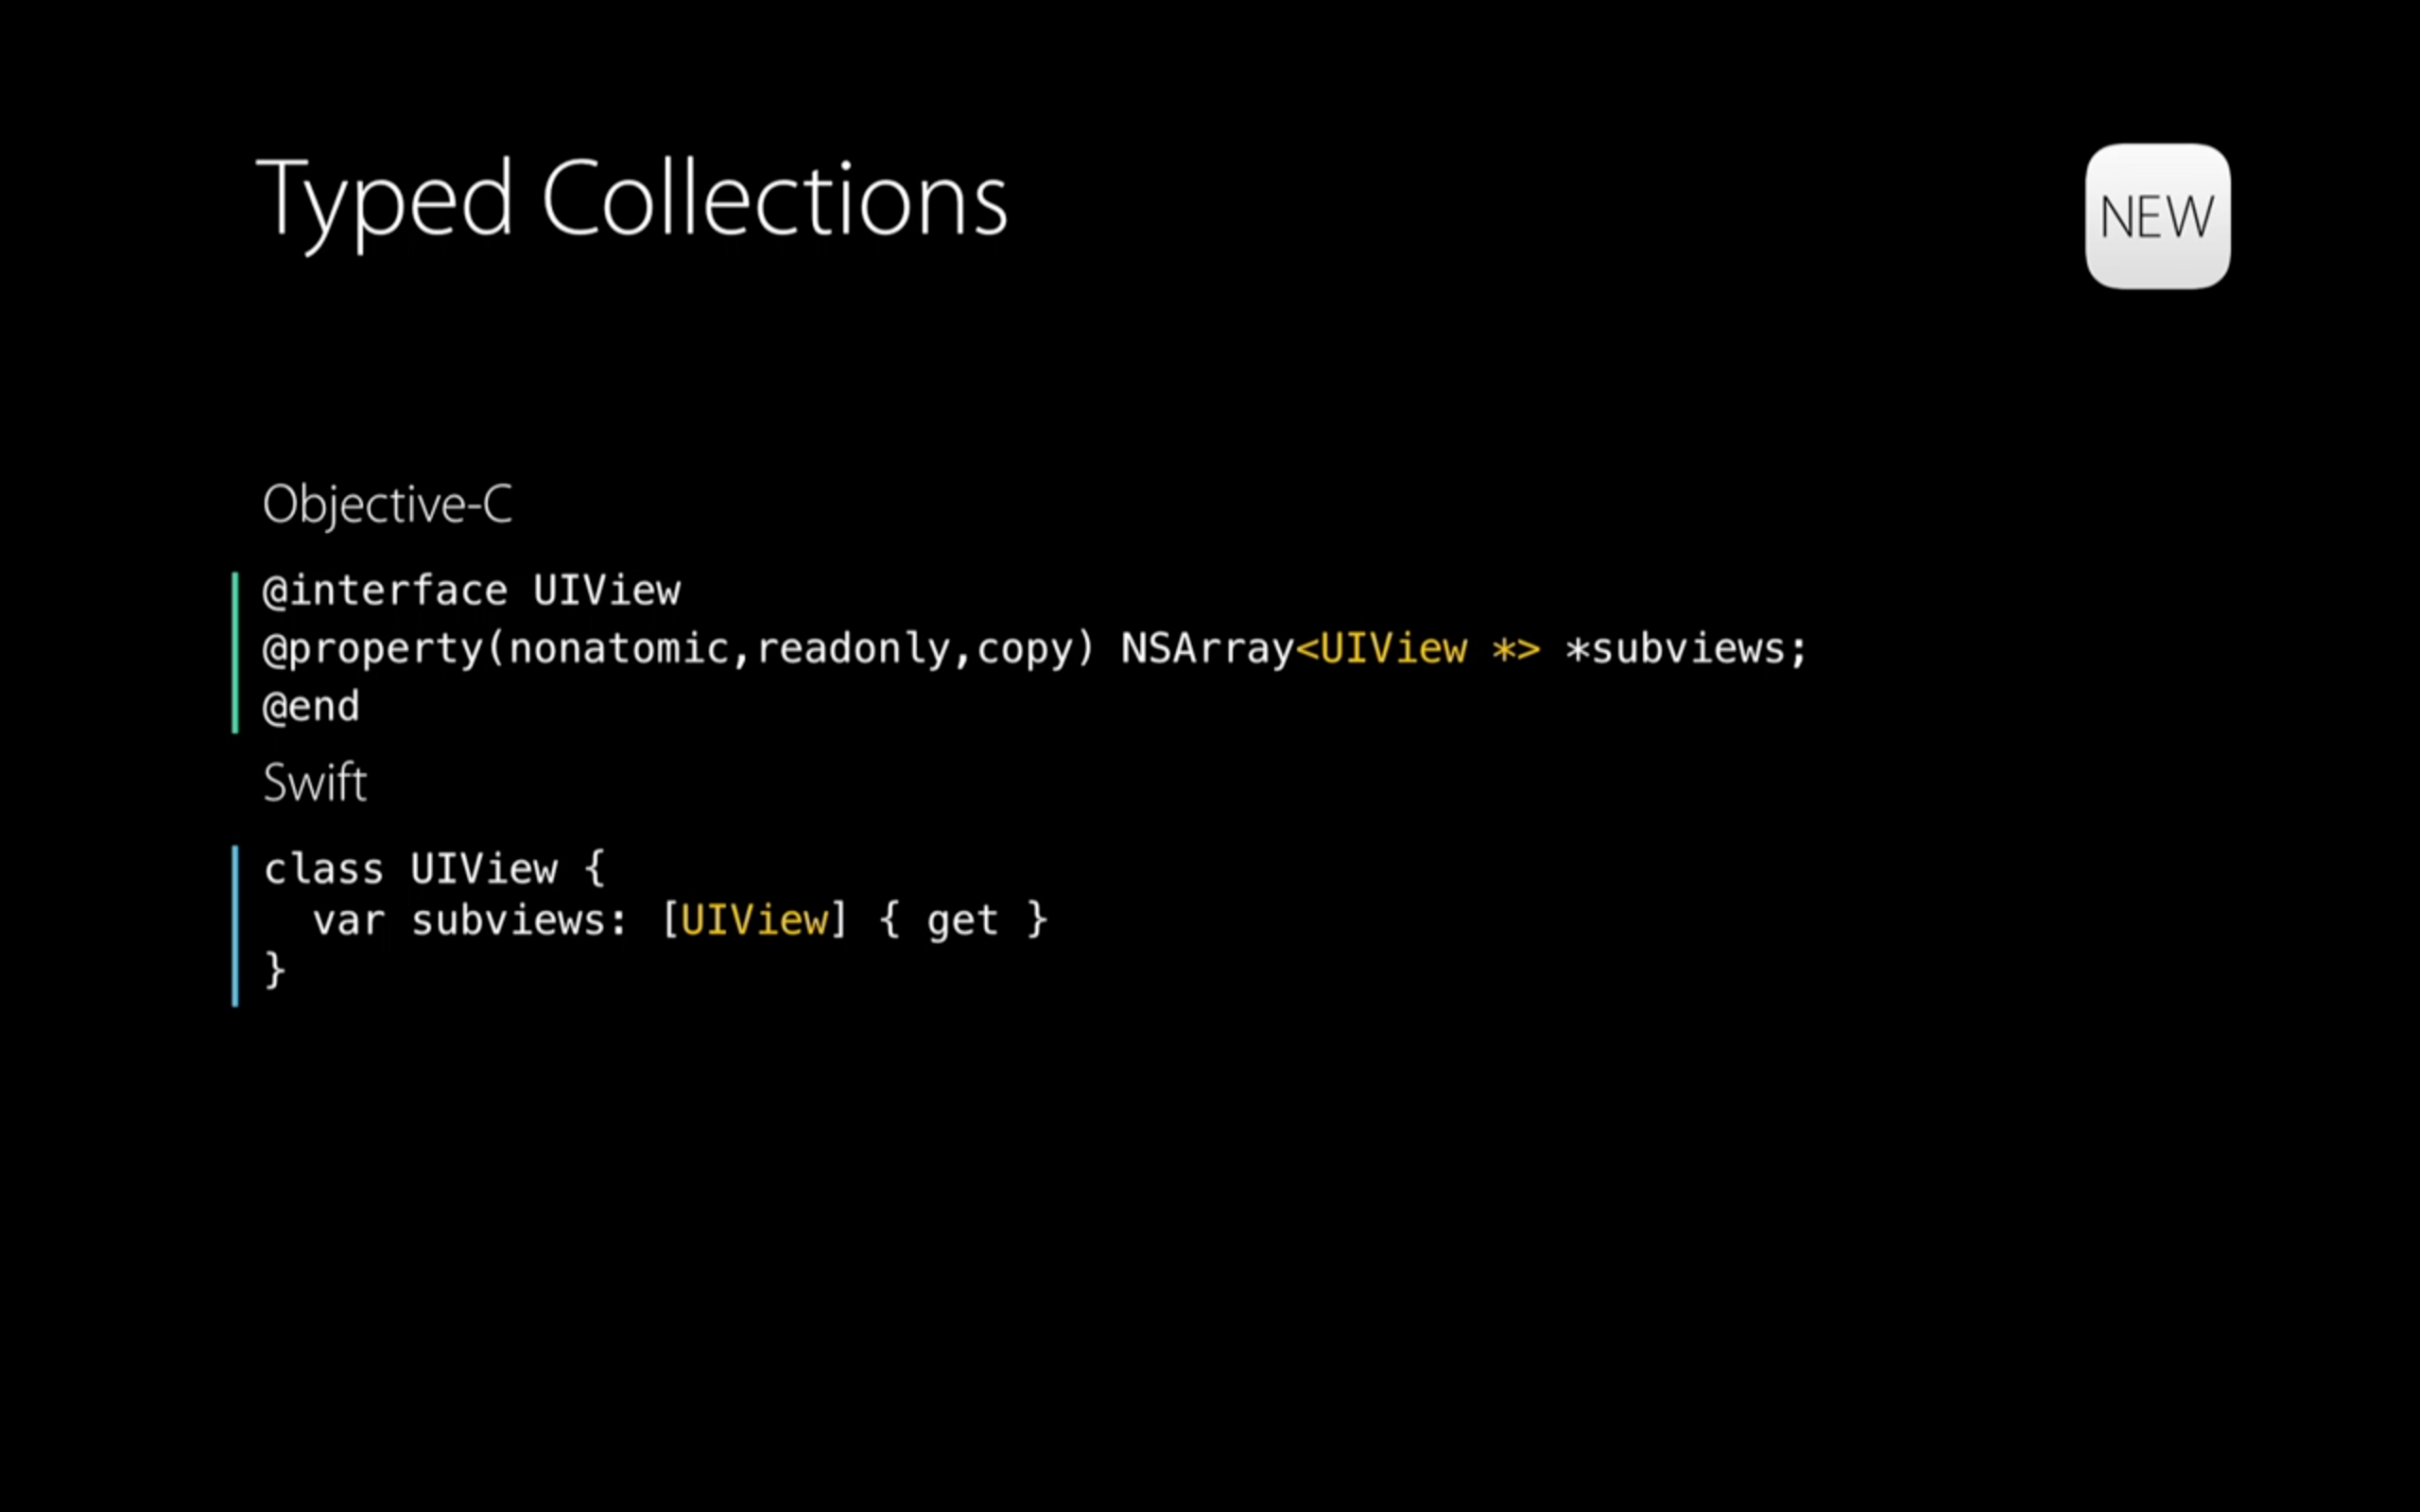 Typed Collections
NEW
Objective-C
@interface UIView
@property(nonatomic,readonly,copy) NSArray<UIView *> *subviews;
@end
Swift
class UIView {
  var subviews: [UIView] { get }
}